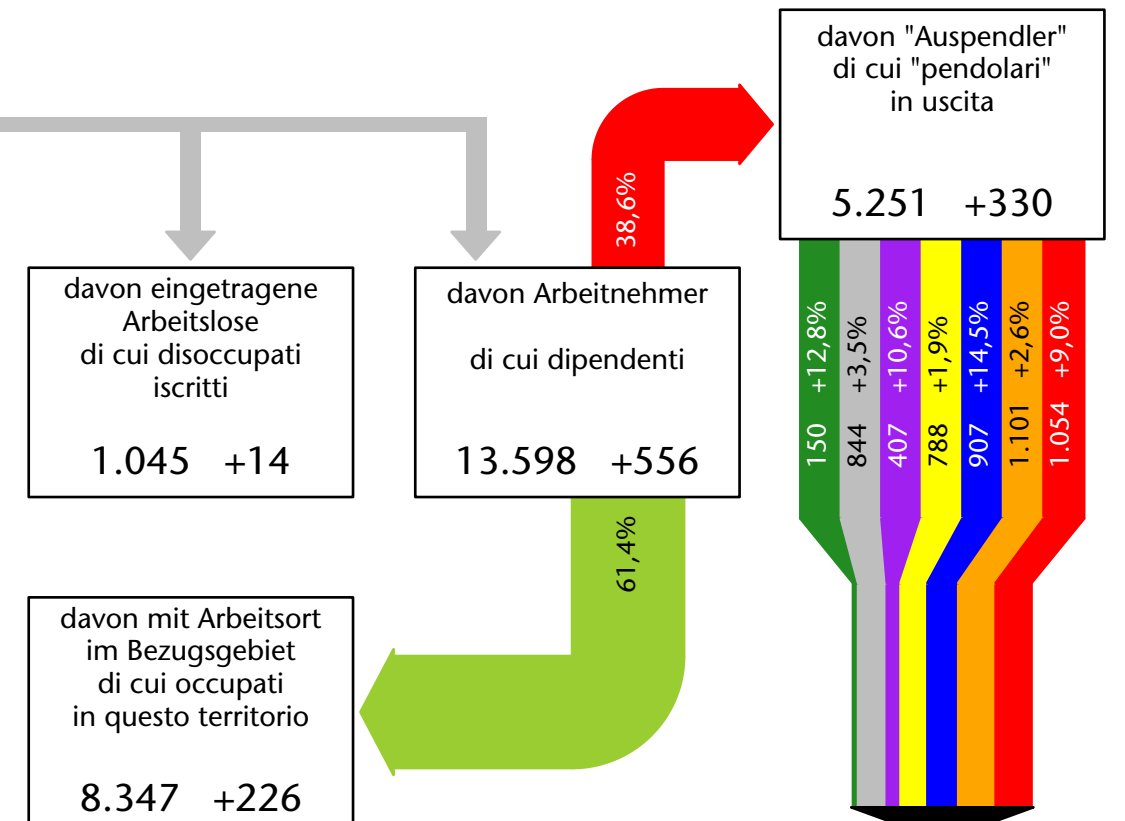 davon "Auspendler"
di cui "pendolari"
in uscita
5.251 +330
38,6%
davon eingetragene
Arbeitslose
di cui disoccupati
iscritti
1.045 +14
davon Arbeitnehmer
di cui dipendenti
13.598 +556
150 +12,8%
844 +3,5%
407 +10,6%
788 +1,9%
907 +14,5%
1.101 +2,6%
1.054 +9,0%
61,4%
davon mit Arbeitsort
im Bezugsgebiet
di cui occupati
in questo territorio
8.347 +226